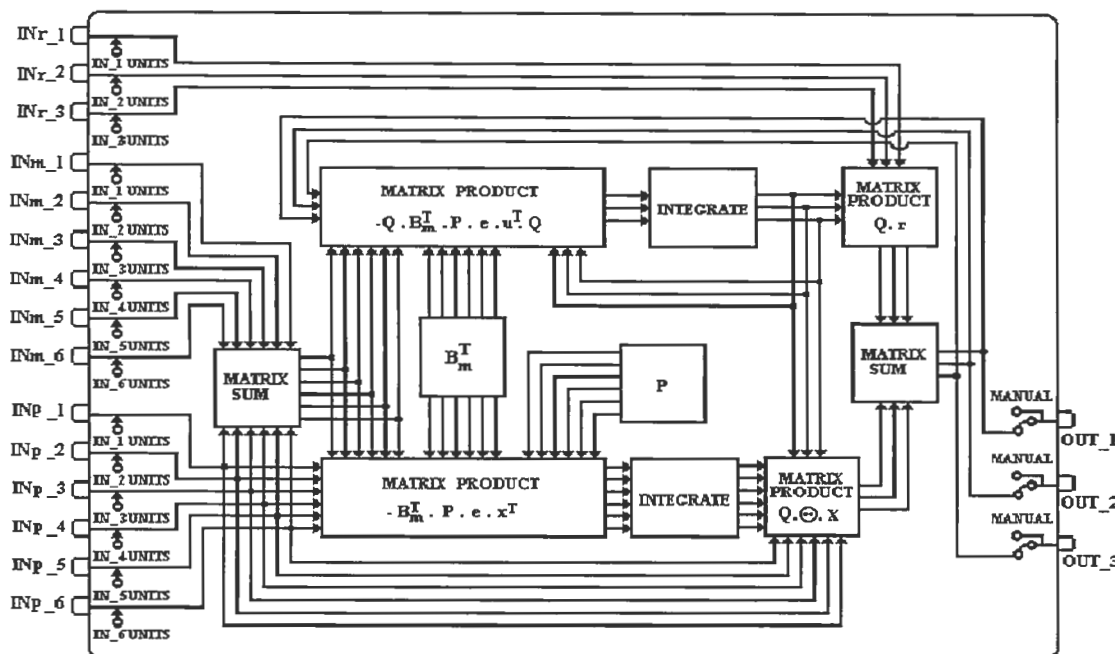 INr_1
IN_1 UNITS
INr_2
IN_2 UNITS
INr_3
IN_3 UNITS
INm_1
IN_1 UNITS
INm_2
IN_2 UNITS
INm_3
IN_3 UNITS
INm_4
IN_4 UNITS
INm_5
IN_5 UNITS
INm_6
IN_6 UNITS
INp_1
IN_1 UNITS
INp_2
IN_2 UNITS
INp_3
IN_3 UNITS
INp_4
IN_4 UNITS
INp_5
IN_5 UNITS
INp_6
IN_6 UNITS
MATRIX PRODUCT
-Q . B_m^T . P . e . u^T Q
INTEGRATE
MATRIX
PRODUCT
Q . r
B_m^T
P
MATRIX
SUM
MATRIX
SUM
MATRIX PRODUCT
- B_m^T . P . e . x^T
INTEGRATE
MATRIX
PRODUCT
Q . Θ . X
MANUAL
OUT_1
MANUAL
OUT_2
MANUAL
OUT_3